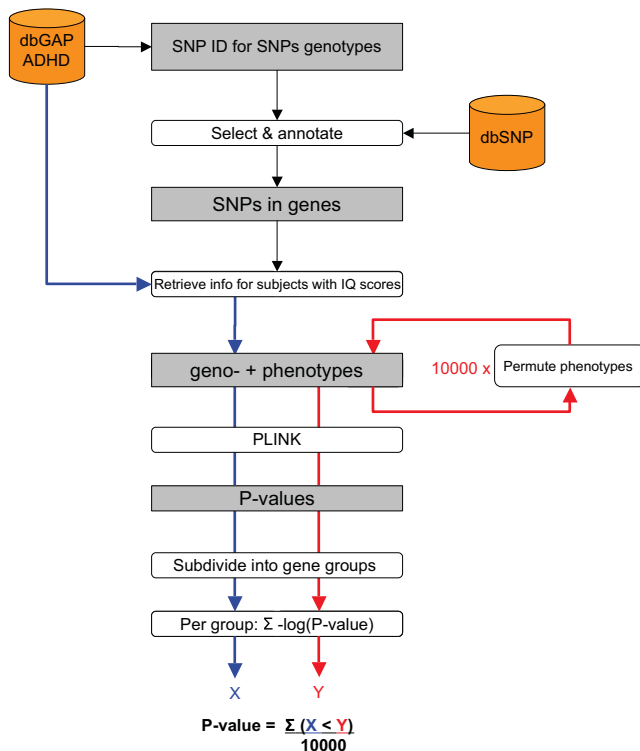 dbGAP
ADHD
SNP ID for SNPs genotypes
Select & annotate
dbSNP
SNPs in genes
Retrieve info for subjects with IQ scores
geno- + phenotypes
10000 x
Permute phenotypes
PLINK
P-values
Subdivide into gene groups
Per group: Σ -log(P-value)
X
Y
P-value = Σ (X < Y)
10000